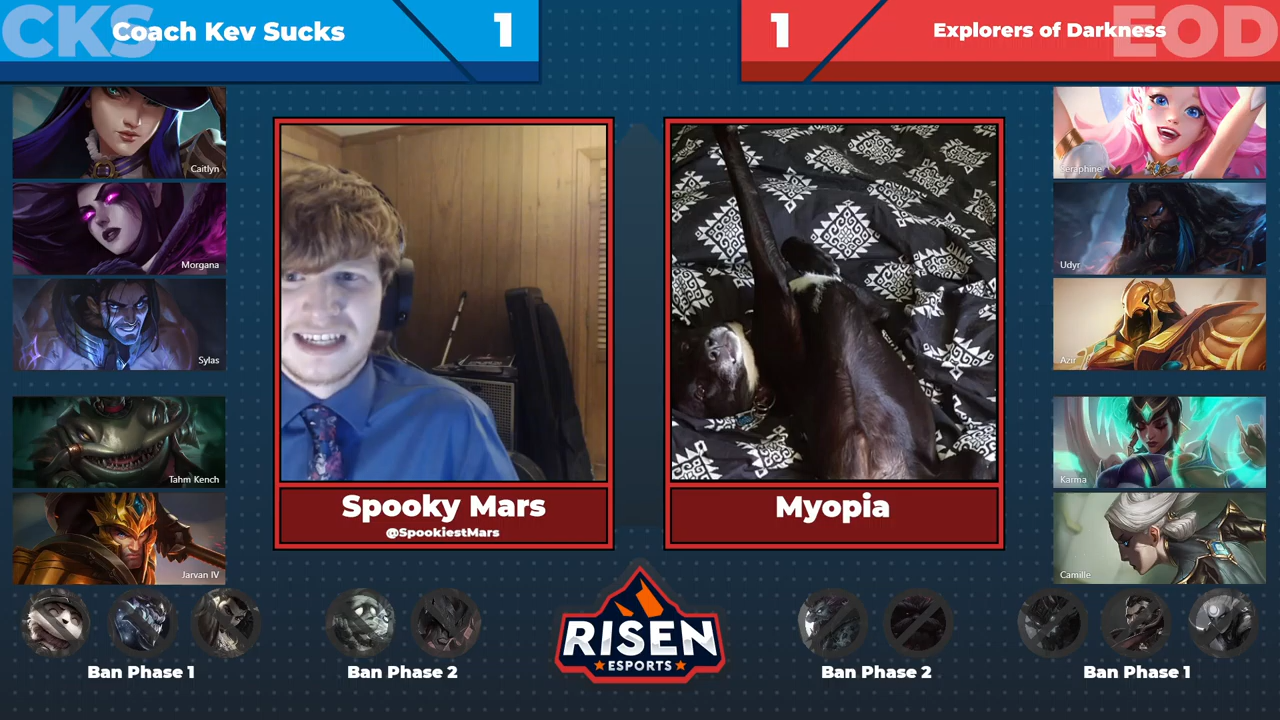 CKS
Coach Kev Sucks
1
1
Explorers of Darkness
EOD
Caitlyn
Morgana
Sylas
Tahm Kench
Jarvan IV
Seraphine
Udyr
Azir
Karma
Camille
Spooky Mars
@SpookiestMars
Myopia
Ban Phase 1
Ban Phase 2
RISEN
ESPORTS
Ban Phase 2
Ban Phase 1